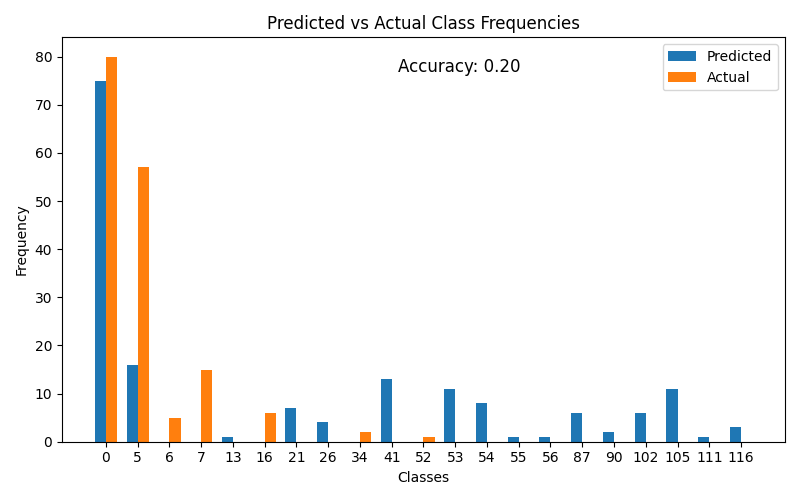 Predicted vs Actual Class Frequencies
Accuracy: 0.20
Predicted
Actual
Frequency
80
70
60
50
40
30
20
10
0
0 5 6 7 13 16 21 26 34 41 52 53 54 55 56 87 90 102 105 111 116
Classes